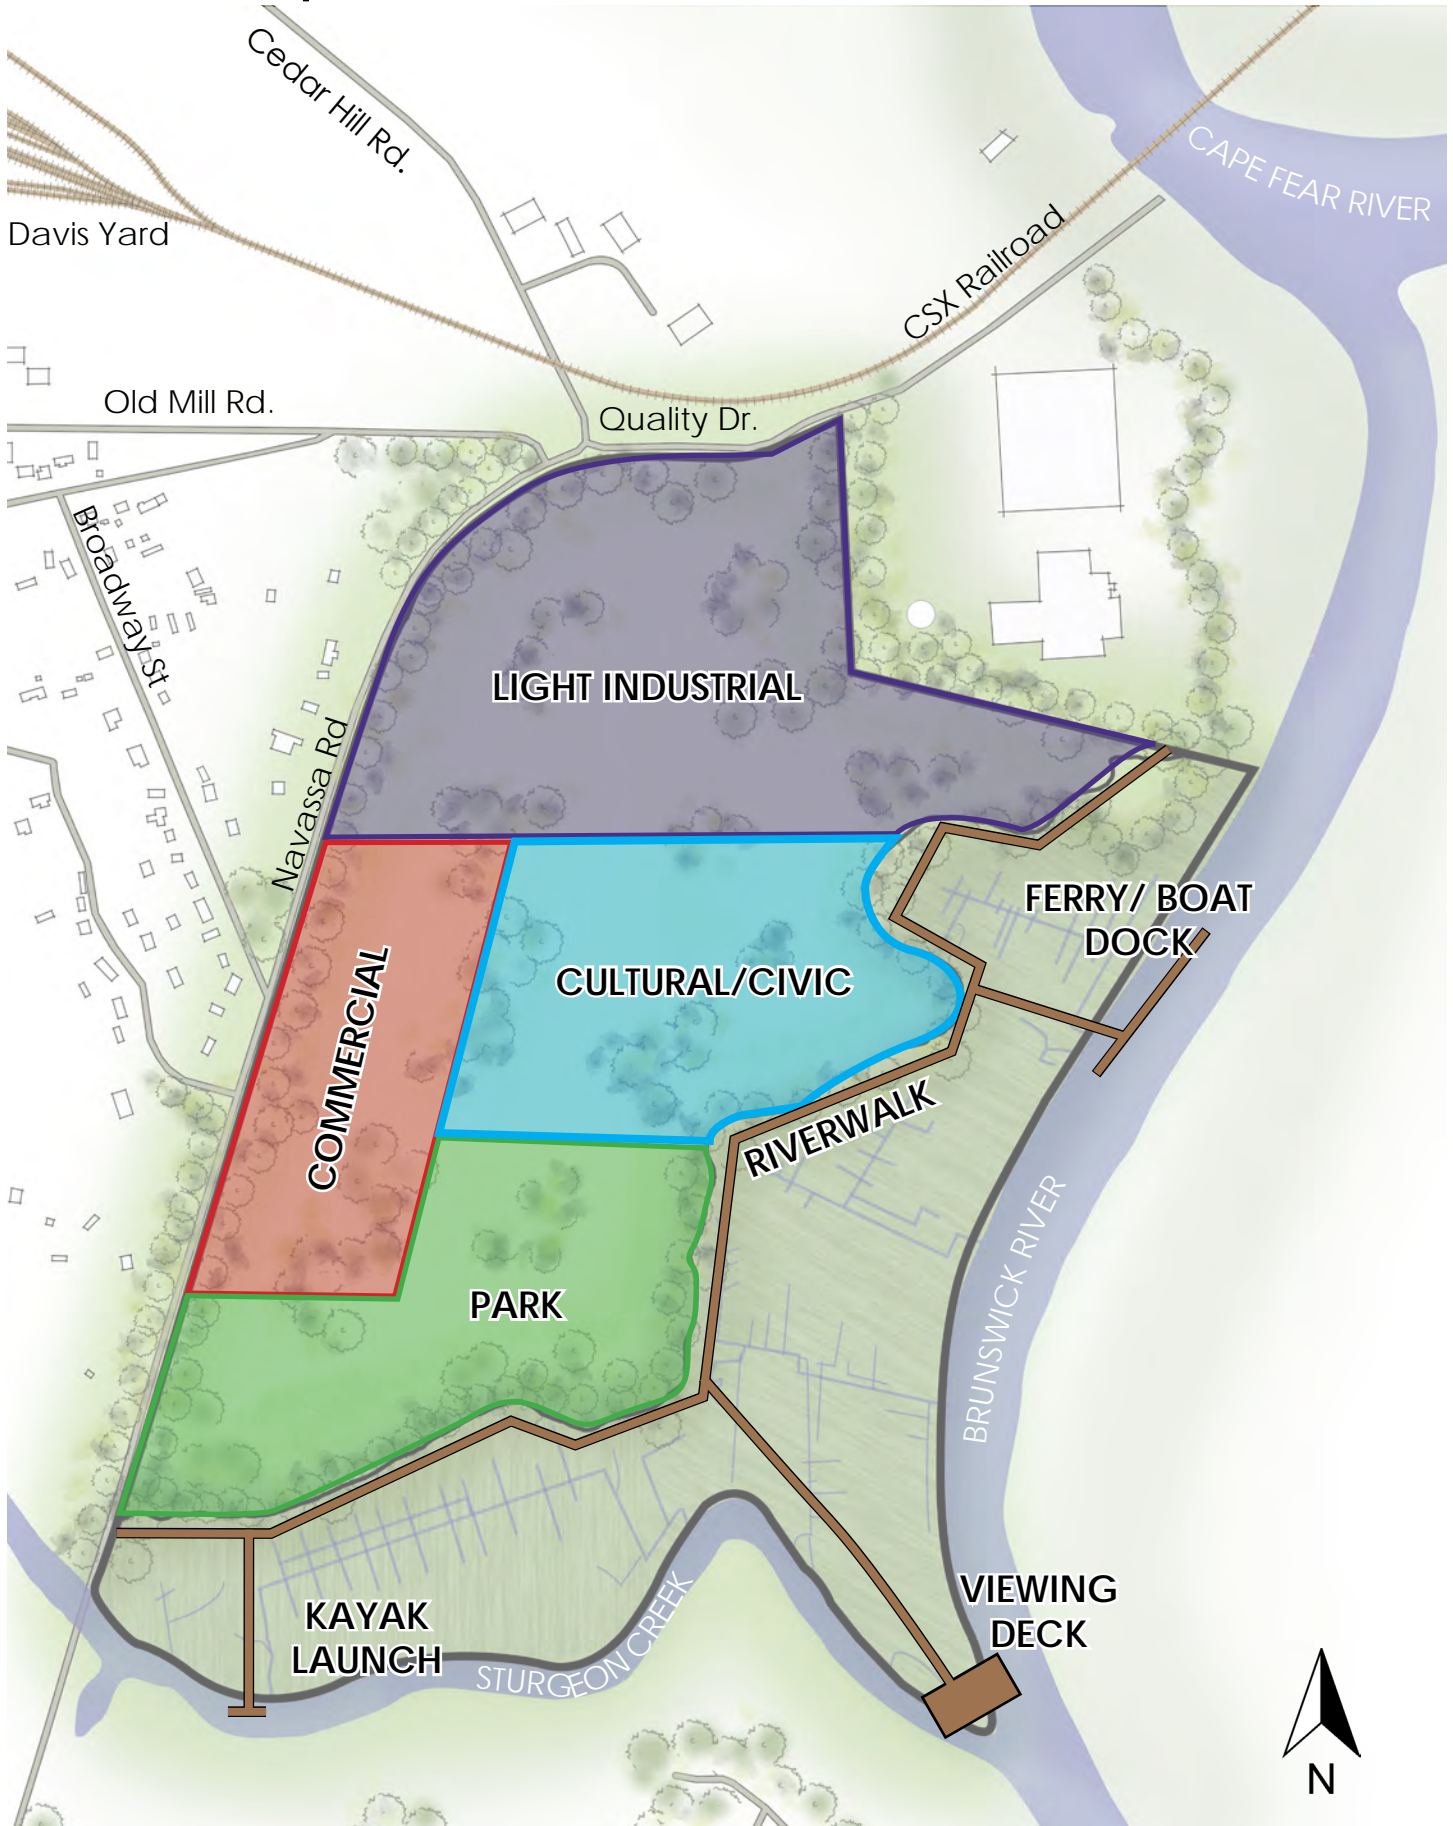 Cedar Hill Rd.
CAPE FEAR RIVER
Davis Yard
CSX Railroad
Old Mill Rd.
Quality Dr.
Broadway St
LIGHT INDUSTRIAL
Navassa Rd
FERRY/ BOAT
DOCK
COMMERCIAL
CULTURAL/CIVIC
RIVERWALK
BRUNSWICK RIVER
PARK
KAYAK
LAUNCH
STURGEON CREEK
VIEWING
DECK
N